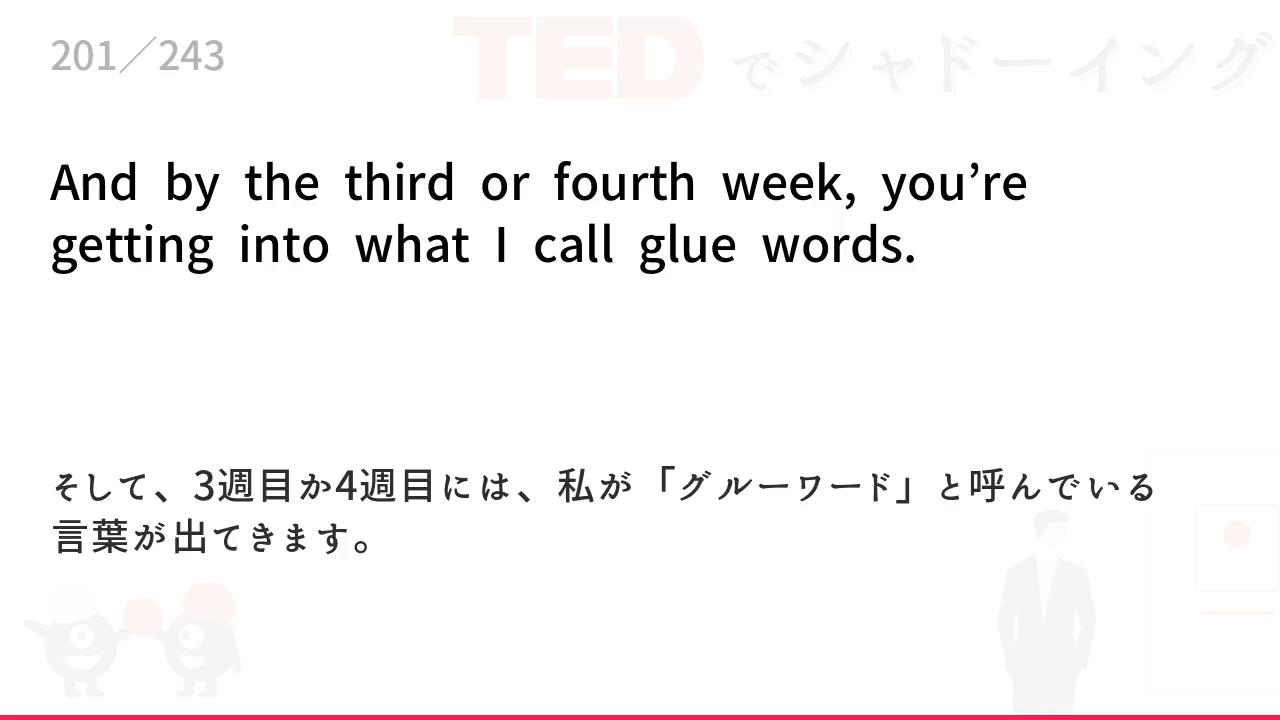 201／243
TEDでシャドーイング
And by the third or fourth week, you’re
getting into what I call glue words.
そして、3週目か4週目には、私が「グルーワード」と呼んでいる
言葉が出てきます。